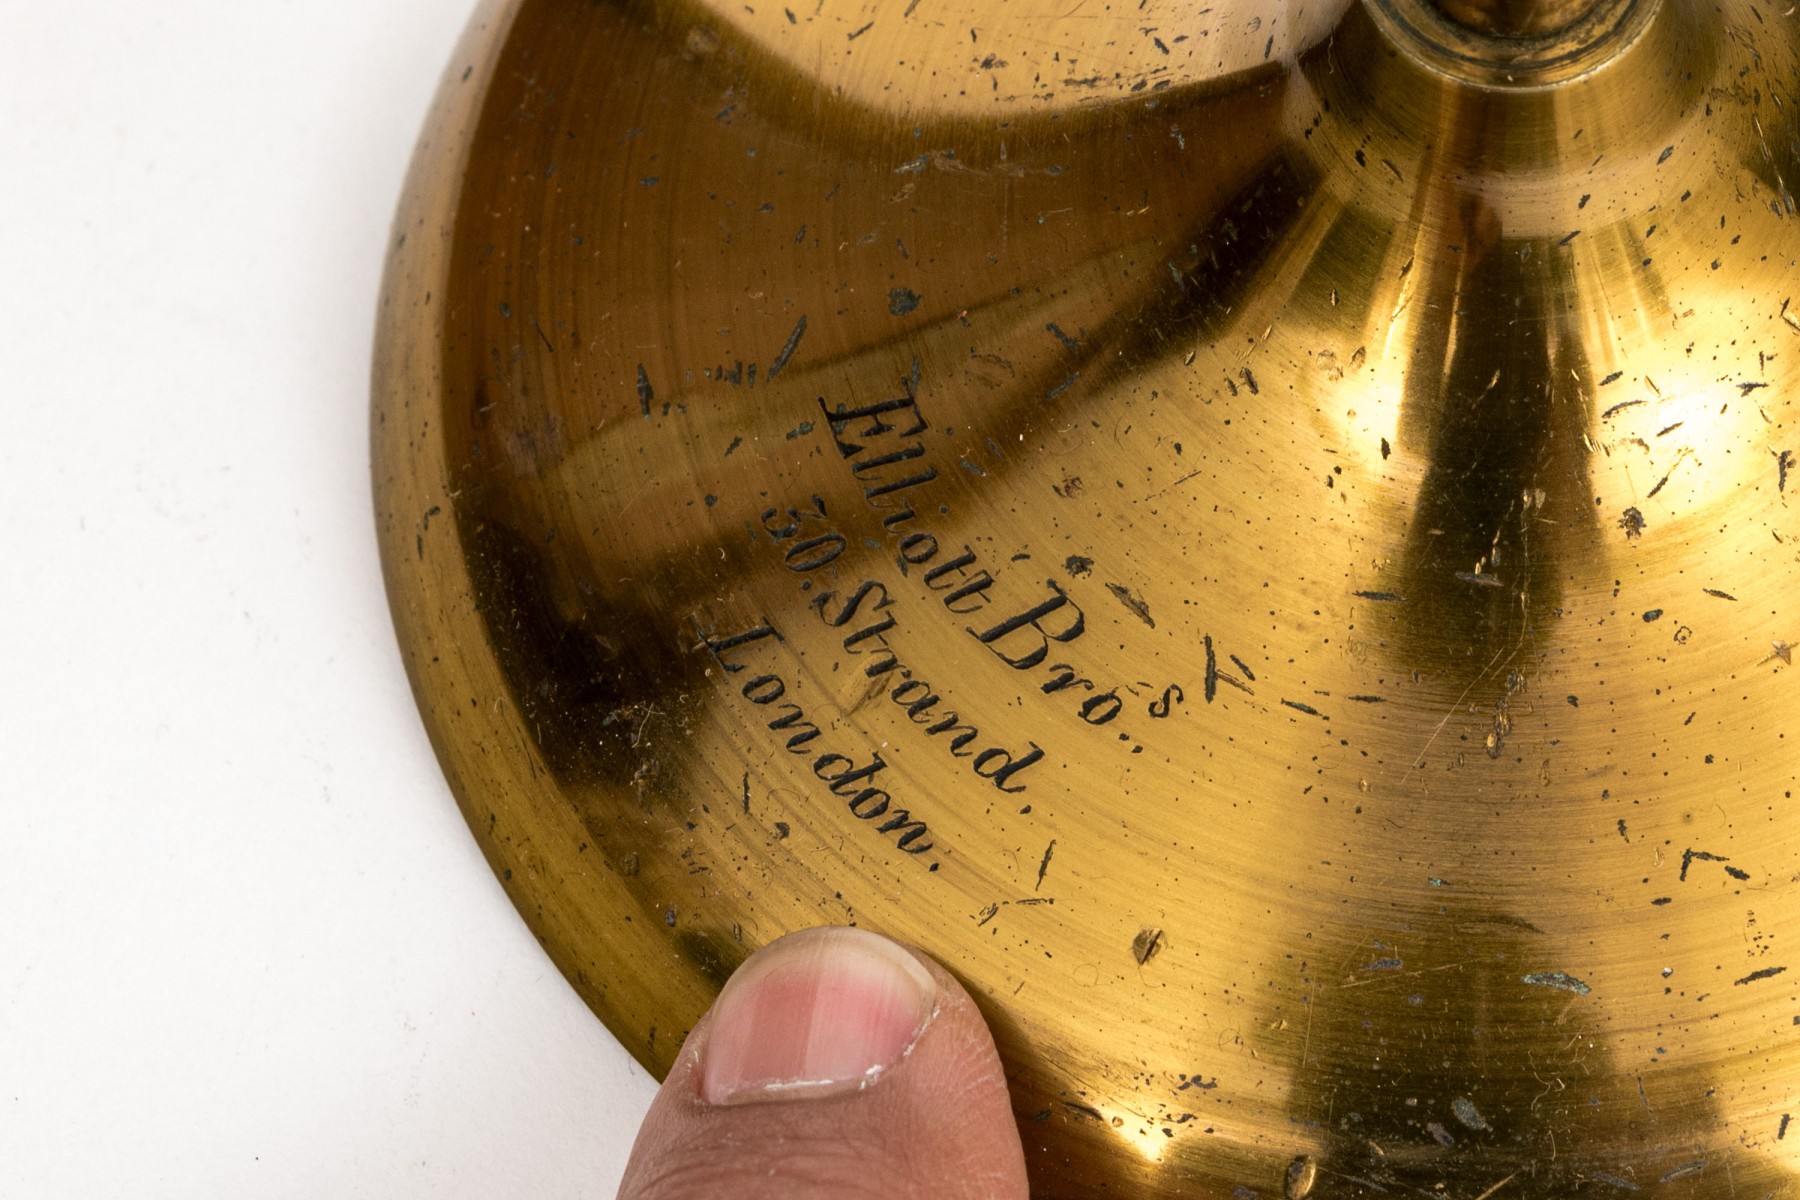 Elliott Bro.s.
30. Strand.
London.